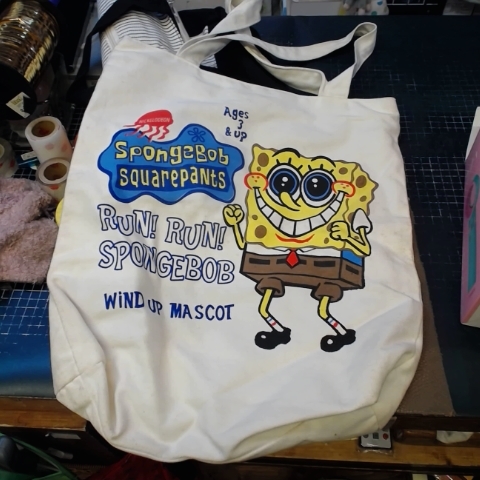 Ages
3
& up
SpongeBob
SquarePants
RUN! RUN!
SPONGEBOB
WIND UP MASCOT